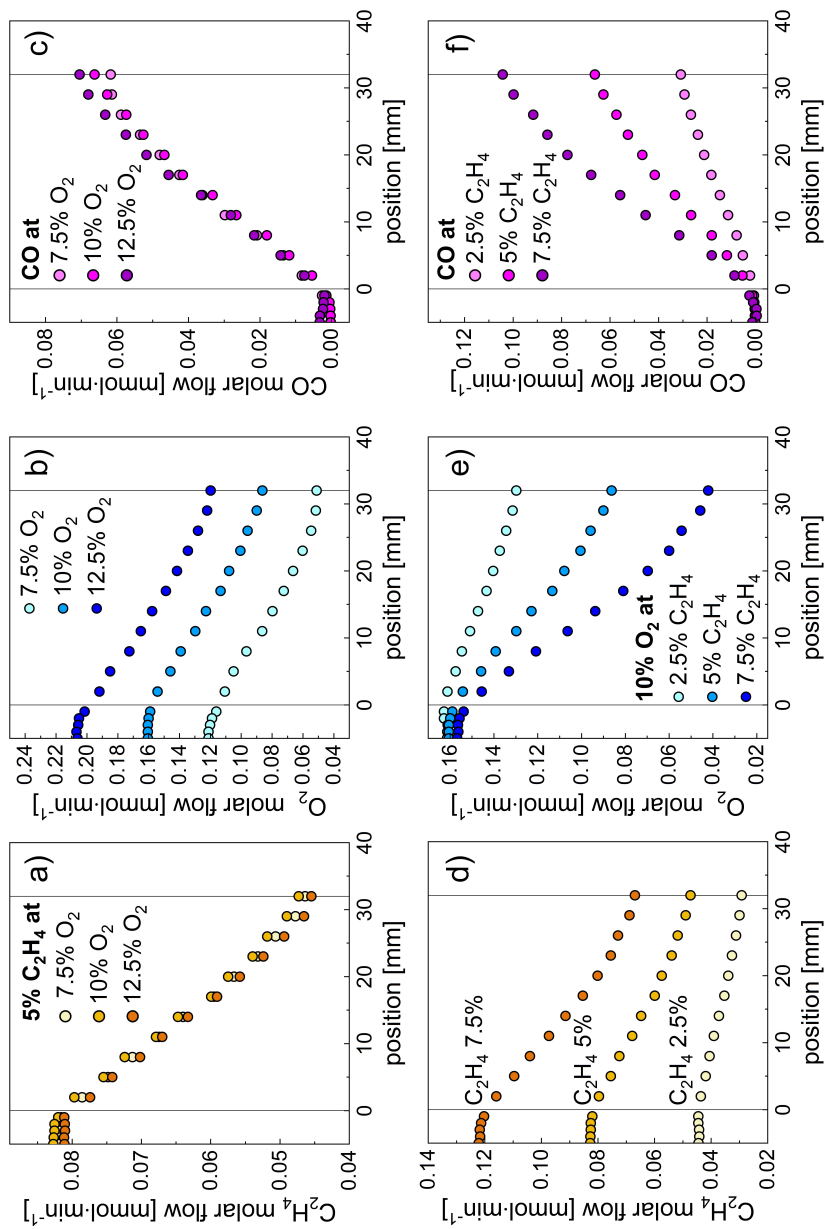 a)
5% C₂H₄ at
7.5% O₂
10% O₂
12.5% O₂
C₂H₄ molar flow [mmol·min⁻¹]
0.08
0.07
0.06
0.05
0.04
0 10 20 30 40
position [mm]
b)
7.5% O₂
10% O₂
12.5% O₂
O₂ molar flow [mmol·min⁻¹]
0.24
0.22
0.20
0.18
0.16
0.14
0.12
0.10
0.08
0.06
0.04
0 10 20 30 40
position [mm]
c)
CO at
7.5% O₂
10% O₂
12.5% O₂
CO molar flow [mmol·min⁻¹]
0.08
0.06
0.04
0.02
0.00
0 10 20 30 40
position [mm]
d)
C₂H₄ 7.5%
C₂H₄ 5%
C₂H₄ 2.5%
C₂H₄ molar flow [mmol·min⁻¹]
0.14
0.12
0.10
0.08
0.06
0.04
0.02
0 10 20 30 40
position [mm]
e)
10% O₂ at
2.5% C₂H₄
5% C₂H₄
7.5% C₂H₄
O₂ molar flow [mmol·min⁻¹]
0.16
0.14
0.12
0.10
0.08
0.06
0.04
0.02
0 10 20 30 40
position [mm]
f)
CO at
2.5% C₂H₄
5% C₂H₄
7.5% C₂H₄
CO molar flow [mmol·min⁻¹]
0.12
0.10
0.08
0.06
0.04
0.02
0.00
0 10 20 30 40
position [mm]